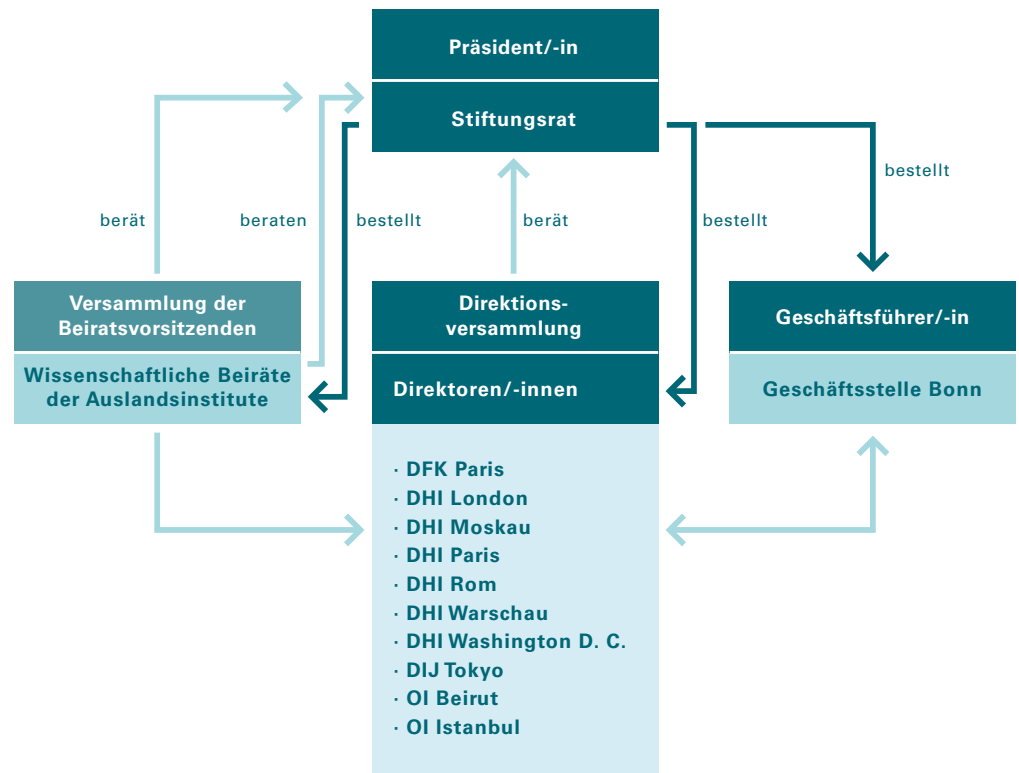 Präsident/-in
Stiftungsrat
bestellt
berät
beraten
bestellt
berät
bestellt
Versammlung der
Beiratsvorsitzenden
Wissenschaftliche Beiräte
der Auslandsinstitute
Direktions-
versammlung
Direktoren/-innen
Geschäftsführer/-in
Geschäftsstelle Bonn
· DFK Paris
· DHI London
· DHI Moskau
· DHI Paris
· DHI Rom
· DHI Warschau
· DHI Washington D. C.
· DIJ Tokyo
· OI Beirut
· OI Istanbul